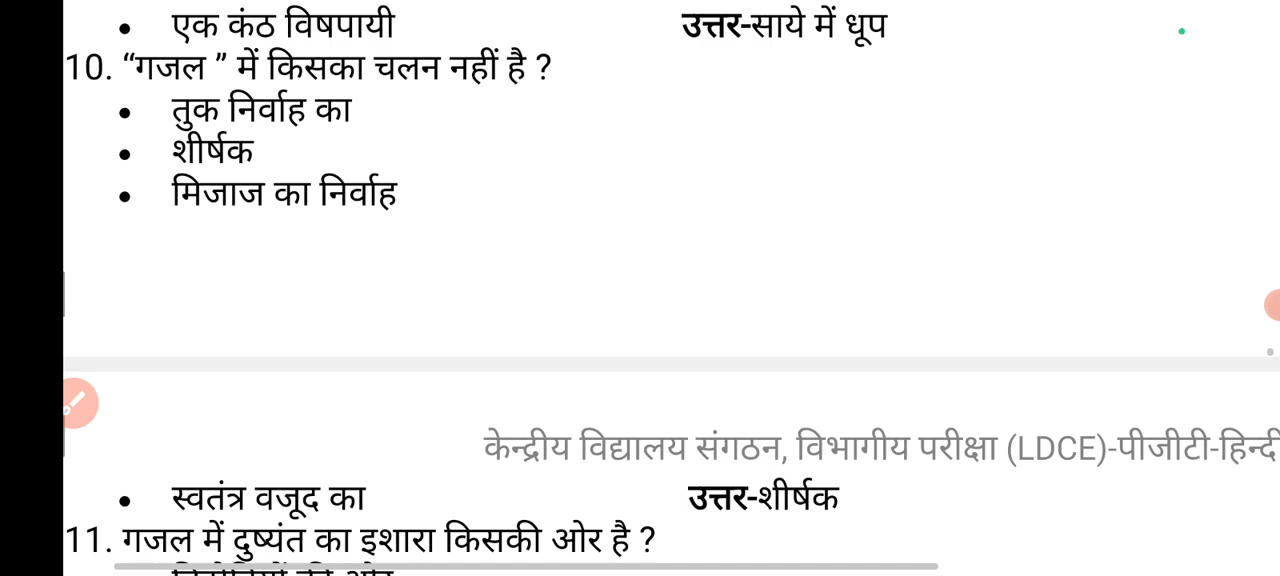 • एक कंठ विषपायी उत्तर-साये में धूप
10. “गजल ” में किसका चलन नहीं है ?
• तुक निर्वाह का
• शीर्षक
• मिजाज का निर्वाह
केन्द्रीय विद्यालय संगठन, विभागीय परीक्षा (LDCE)-पीजीटी-हिन्दी
• स्वतंत्र वजूद का उत्तर-शीर्षक
11. गजल में दुष्यंत का इशारा किसकी ओर है ?